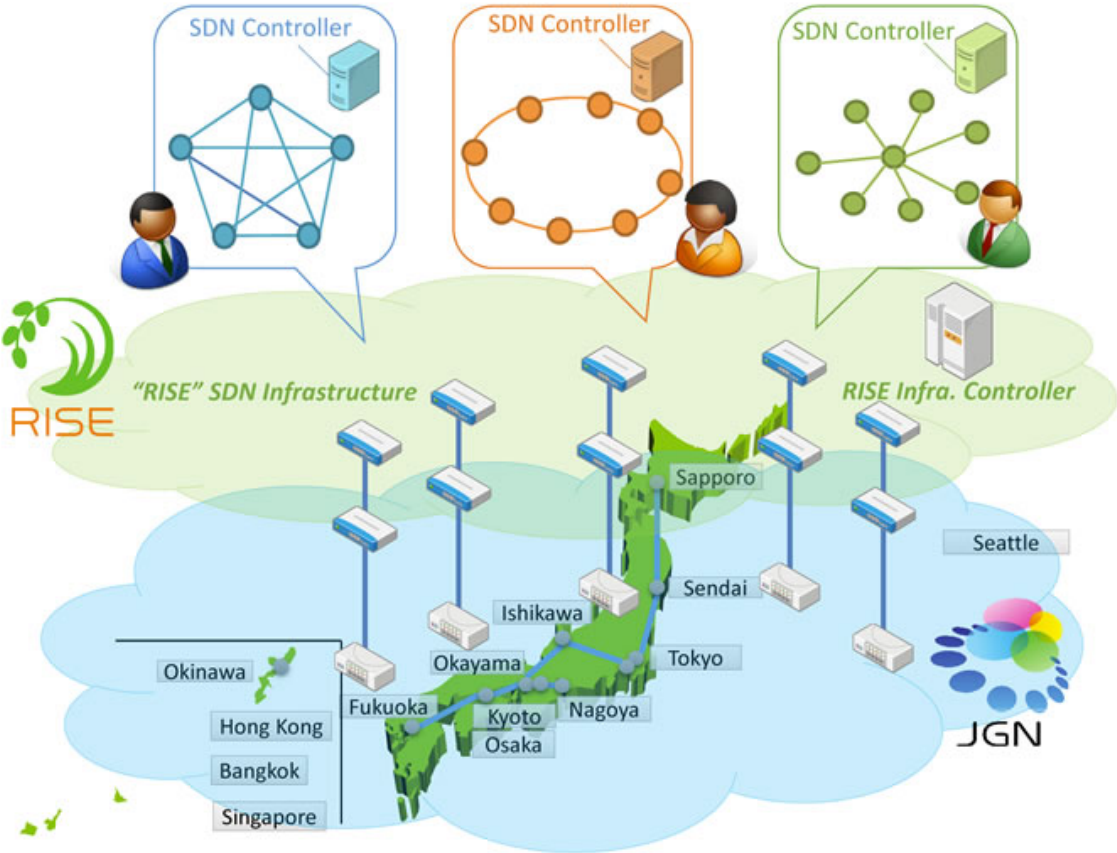 SDN Controller
SDN Controller
SDN Controller
RISE
“RISE” SDN Infrastructure
RISE Infra. Controller
Sapporo
Seattle
Sendai
Ishikawa
Okinawa
Okayama
Tokyo
Fukuoka
Hong Kong
Kyoto
Nagoya
Osaka
JGN
Bangkok
Singapore